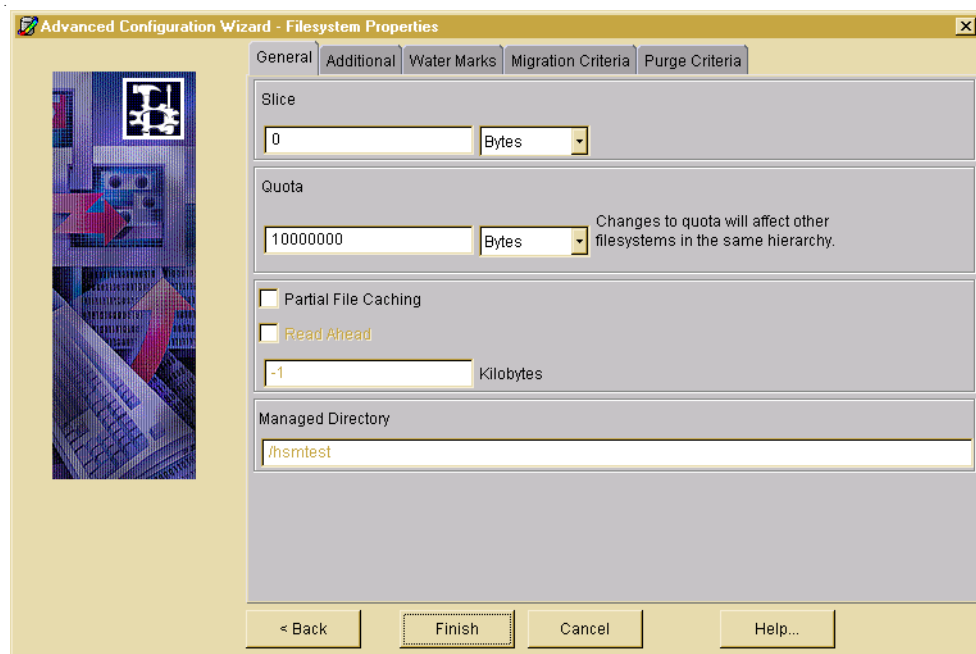 Advanced Configuration Wizard - Filesystem Properties
General Additional Water Marks Migration Criteria Purge Criteria
Slice
0 Bytes
Quota
10000000 Bytes
Changes to quota will affect other
filesystems in the same hierarchy.
Partial File Caching
Read Ahead
-1 Kilobytes
Managed Directory
/hsmtest
< Back Finish Cancel Help...